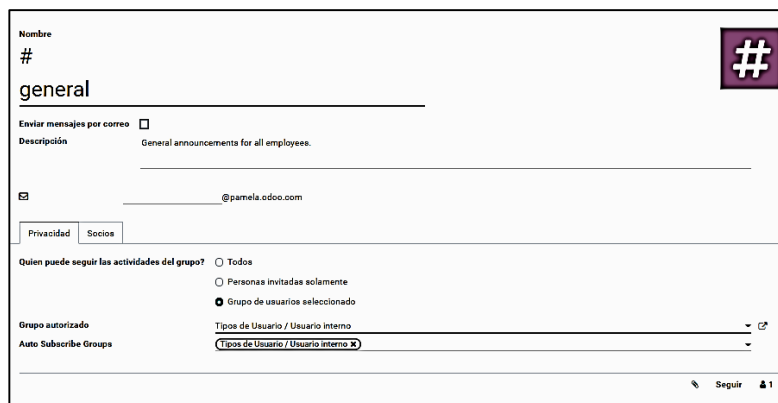 Nombre
#
general
#
Enviar mensajes por correo
Descripción General announcements for all employees.
@pamela.odoo.com
Privacidad Socios
Quien puede seguir las actividades del grupo? Todos
Personas invitadas solamente
Grupo de usuarios seleccionado
Grupo autorizado Tipos de Usuario / Usuario interno
Auto Subscribe Groups Tipos de Usuario / Usuario interno x
Seguir 1